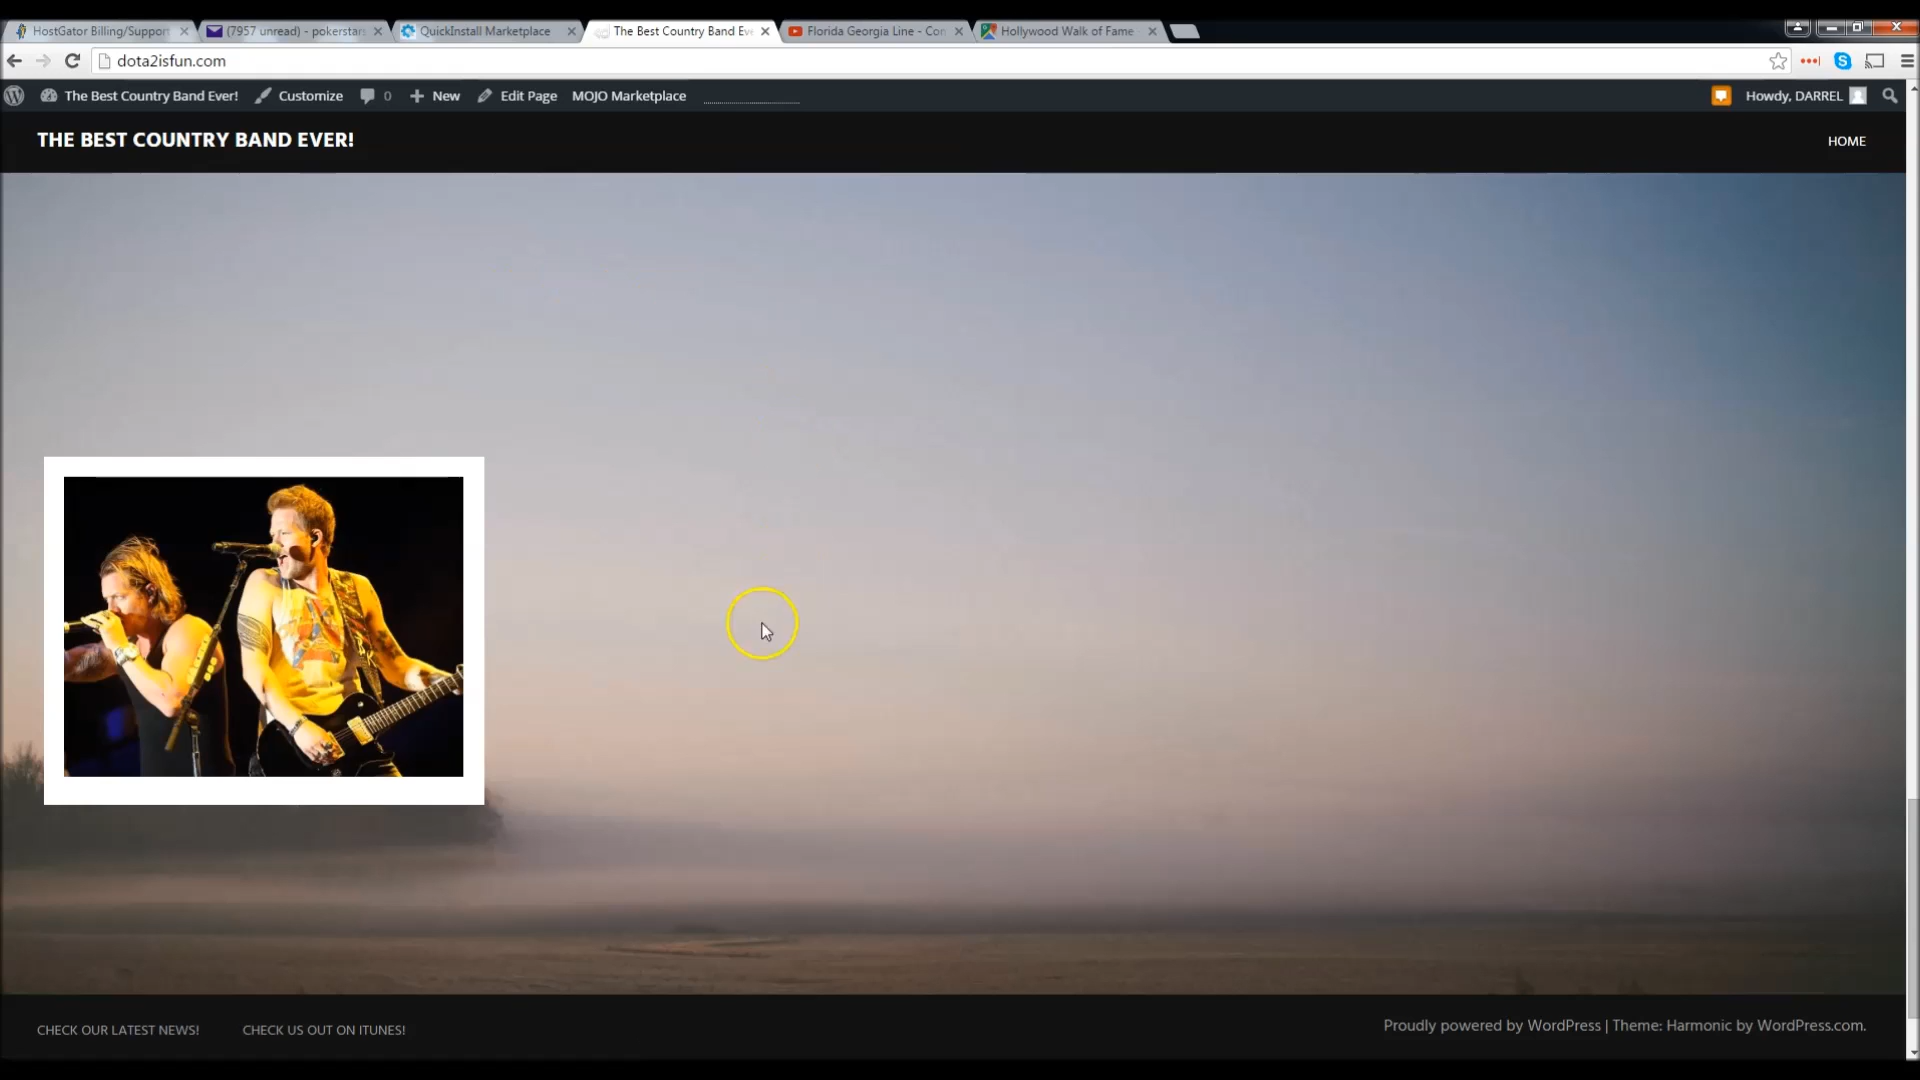 HostGator Billing/Support
(7957 unread) - pokerstar
QuickInstall Marketplace
The Best Country Band Ev
Florida Georgia Line - Con
Hollywood Walk of Fame
dota2isfun.com
The Best Country Band Ever!
Customize
0
New
Edit Page
MOJO Marketplace
Howdy, DARREL
THE BEST COUNTRY BAND EVER!
HOME
CHECK OUR LATEST NEWS!
CHECK US OUT ON ITUNES!
Proudly powered by WordPress | Theme: Harmonic by WordPress.com.